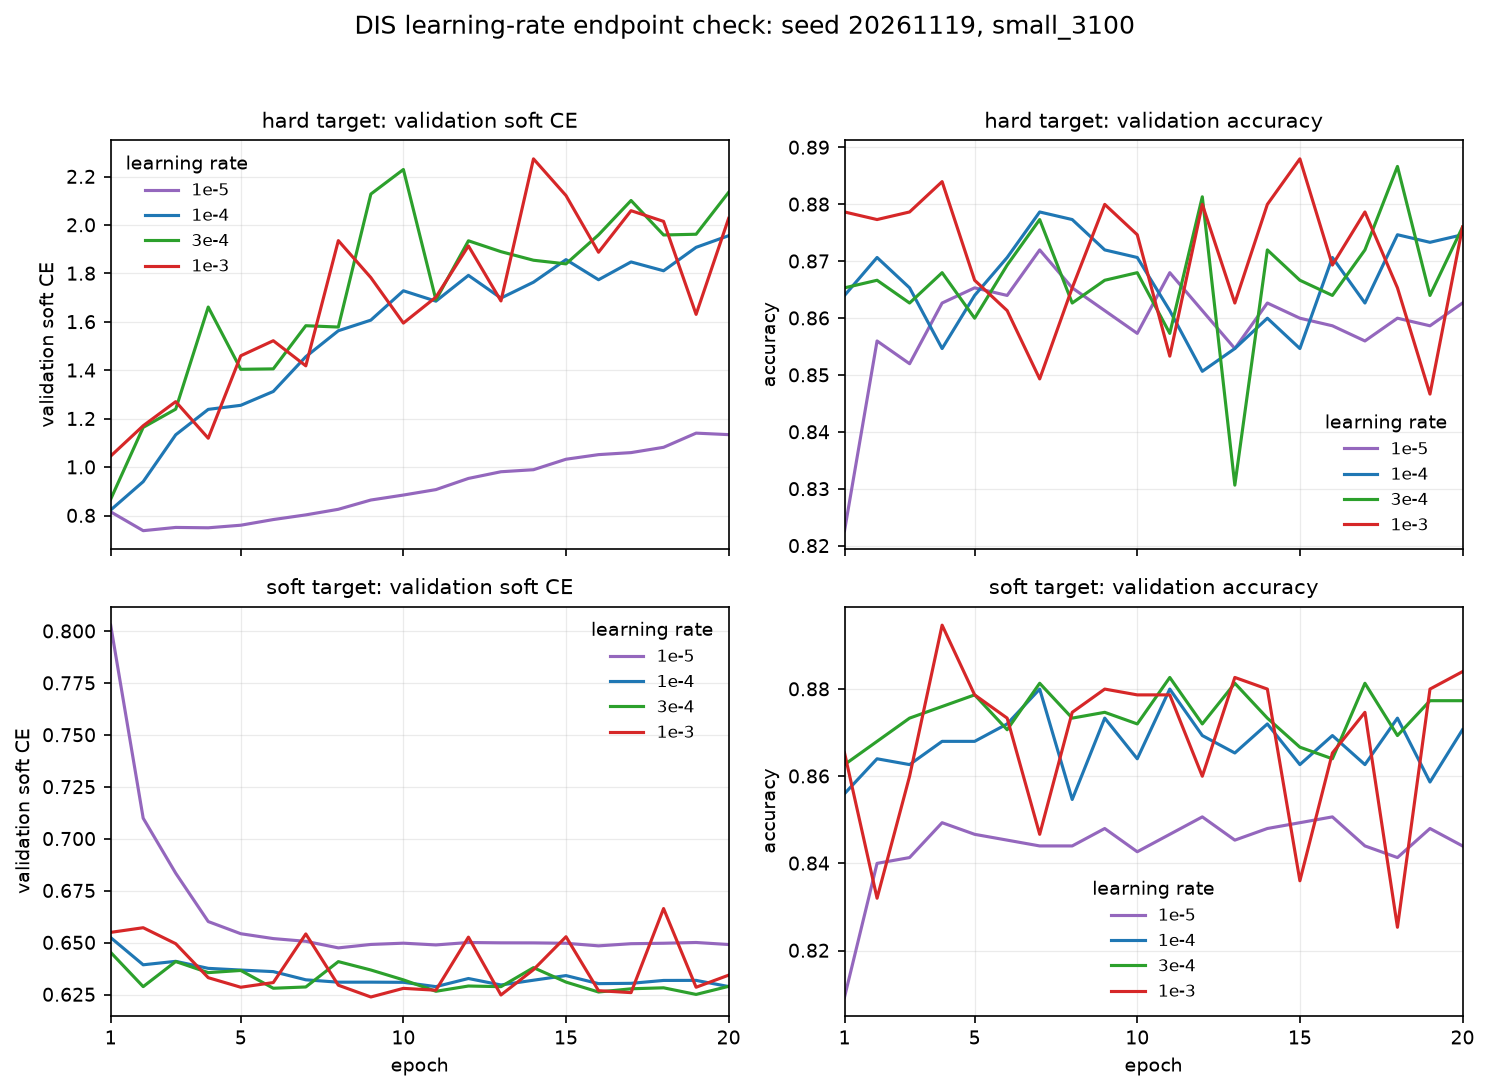 DIS learning-rate endpoint check: seed 20261119, small_3100
hard target: validation soft CE
validation soft CE
2.2
2.0
1.8
1.6
1.4
1.2
1.0
0.8
learning rate
1e-5
1e-4
3e-4
1e-3
hard target: validation accuracy
accuracy
0.89
0.88
0.87
0.86
0.85
0.84
0.83
0.82
learning rate
1e-5
1e-4
3e-4
1e-3
soft target: validation soft CE
validation soft CE
0.800
0.775
0.750
0.725
0.700
0.675
0.650
0.625
learning rate
1e-5
1e-4
3e-4
1e-3
1 5 10 15 20
epoch
soft target: validation accuracy
accuracy
0.88
0.86
0.84
0.82
learning rate
1e-5
1e-4
3e-4
1e-3
1 5 10 15 20
epoch